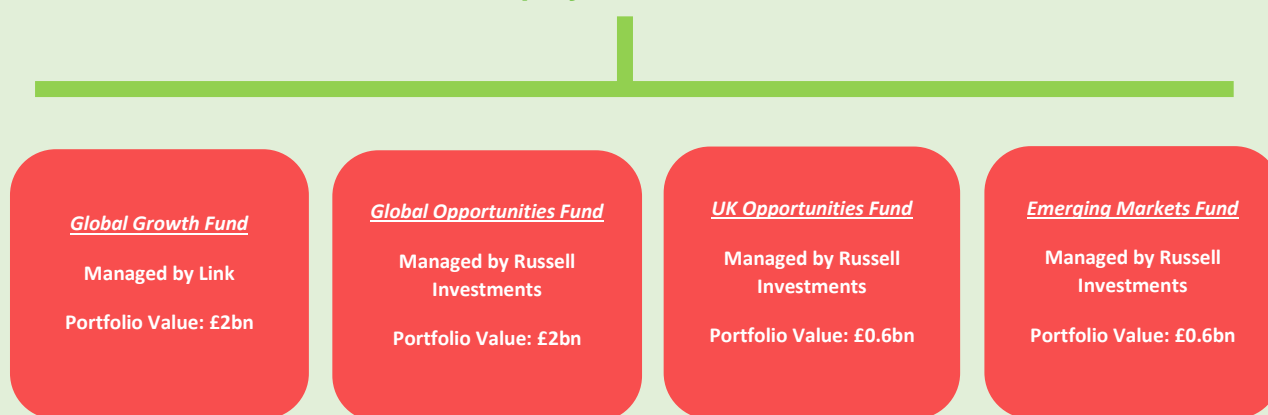 Global Growth Fund
Managed by Link
Portfolio Value: £2bn
Global Opportunities Fund
Managed by Russell
Investments
Portfolio Value: £2bn
UK Opportunities Fund
Managed by Russell
Investments
Portfolio Value: £0.6bn
Emerging Markets Fund
Managed by Russell
Investments
Portfolio Value: £0.6bn